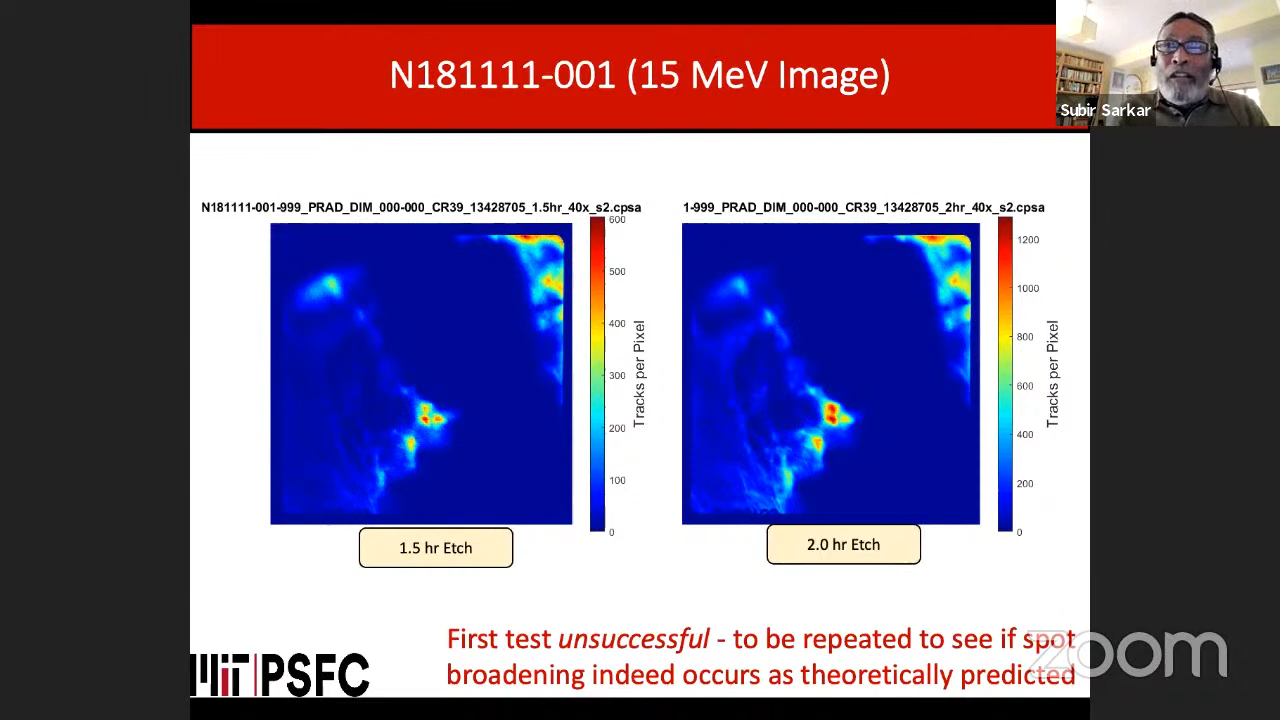 N181111-001 (15 MeV Image)
Subir Sarkar
N181111-001-999_PRAD_DIM_000-000_CR39_13428705_1.5hr_40x_s2.cpsa
600
500
400
300
200
100
0
Tracks per Pixel
1.5 hr Etch
1-999_PRAD_DIM_000-000_CR39_13428705_2hr_40x_s2.cpsa
1200
1000
800
600
400
200
0
Tracks per Pixel
2.0 hr Etch
First test unsuccessful - to be repeated to see if spot
broadening indeed occurs as theoretically predicted
MIT PSFC
zoom